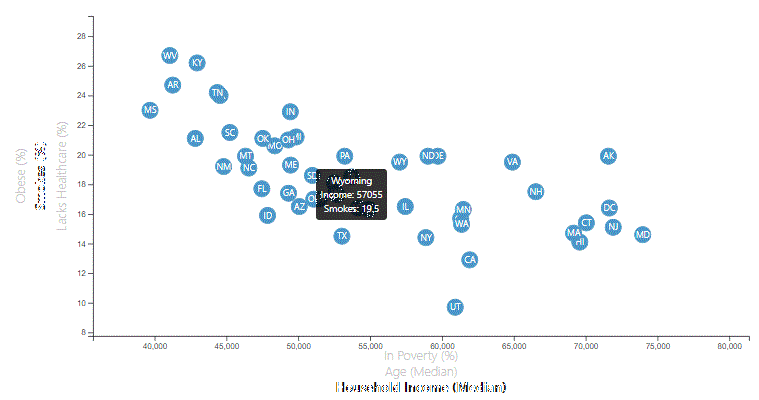 28
26
24
22
20
18
16
14
12
10
8
Obese (%)
Smokes (%)
Lacks Healthcare (%)
WV
KY
AR
TN
MS
IN
SC
AL
OK
OH
MO
MT
PA
ND
DE
AK
NM
NC
ME
WY
VA
SD
FL
GA
NH
Wyoming
Income: 57055
Smokes: 19.5
AZ
IL
MN
DC
ID
WA
CT
NJ
TX
NY
MA
HI
MD
CA
UT
40,000
45,000
50,000
55,000
60,000
65,000
70,000
75,000
80,000
In Poverty (%)
Age (Median)
Household Income (Median)